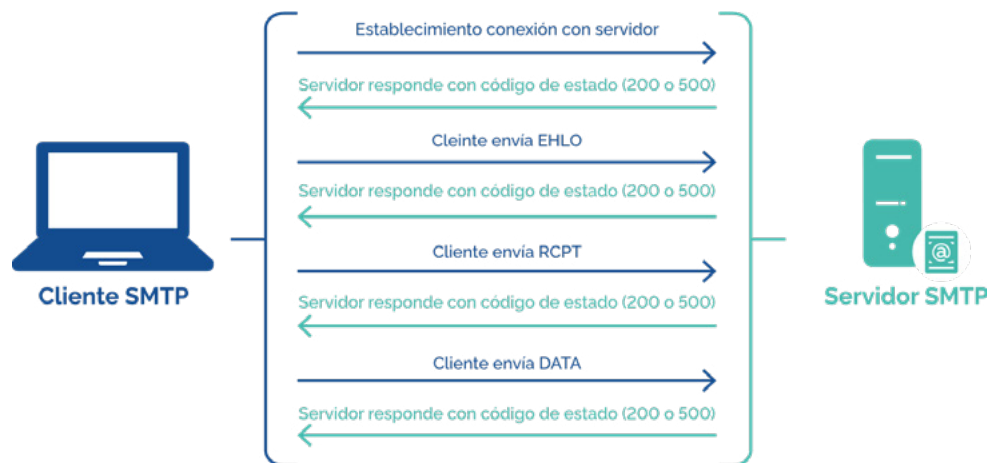 Establecimiento conexión con servidor
Servidor responde con código de estado (200 o 500)
Cleinte envía EHLO
Servidor responde con código de estado (200 o 500)
Cliente envía RCPT
Servidor responde con código de estado (200 o 500)
Cliente envía DATA
Servidor responde con código de estado (200 o 500)
Cliente SMTP
@
Servidor SMTP